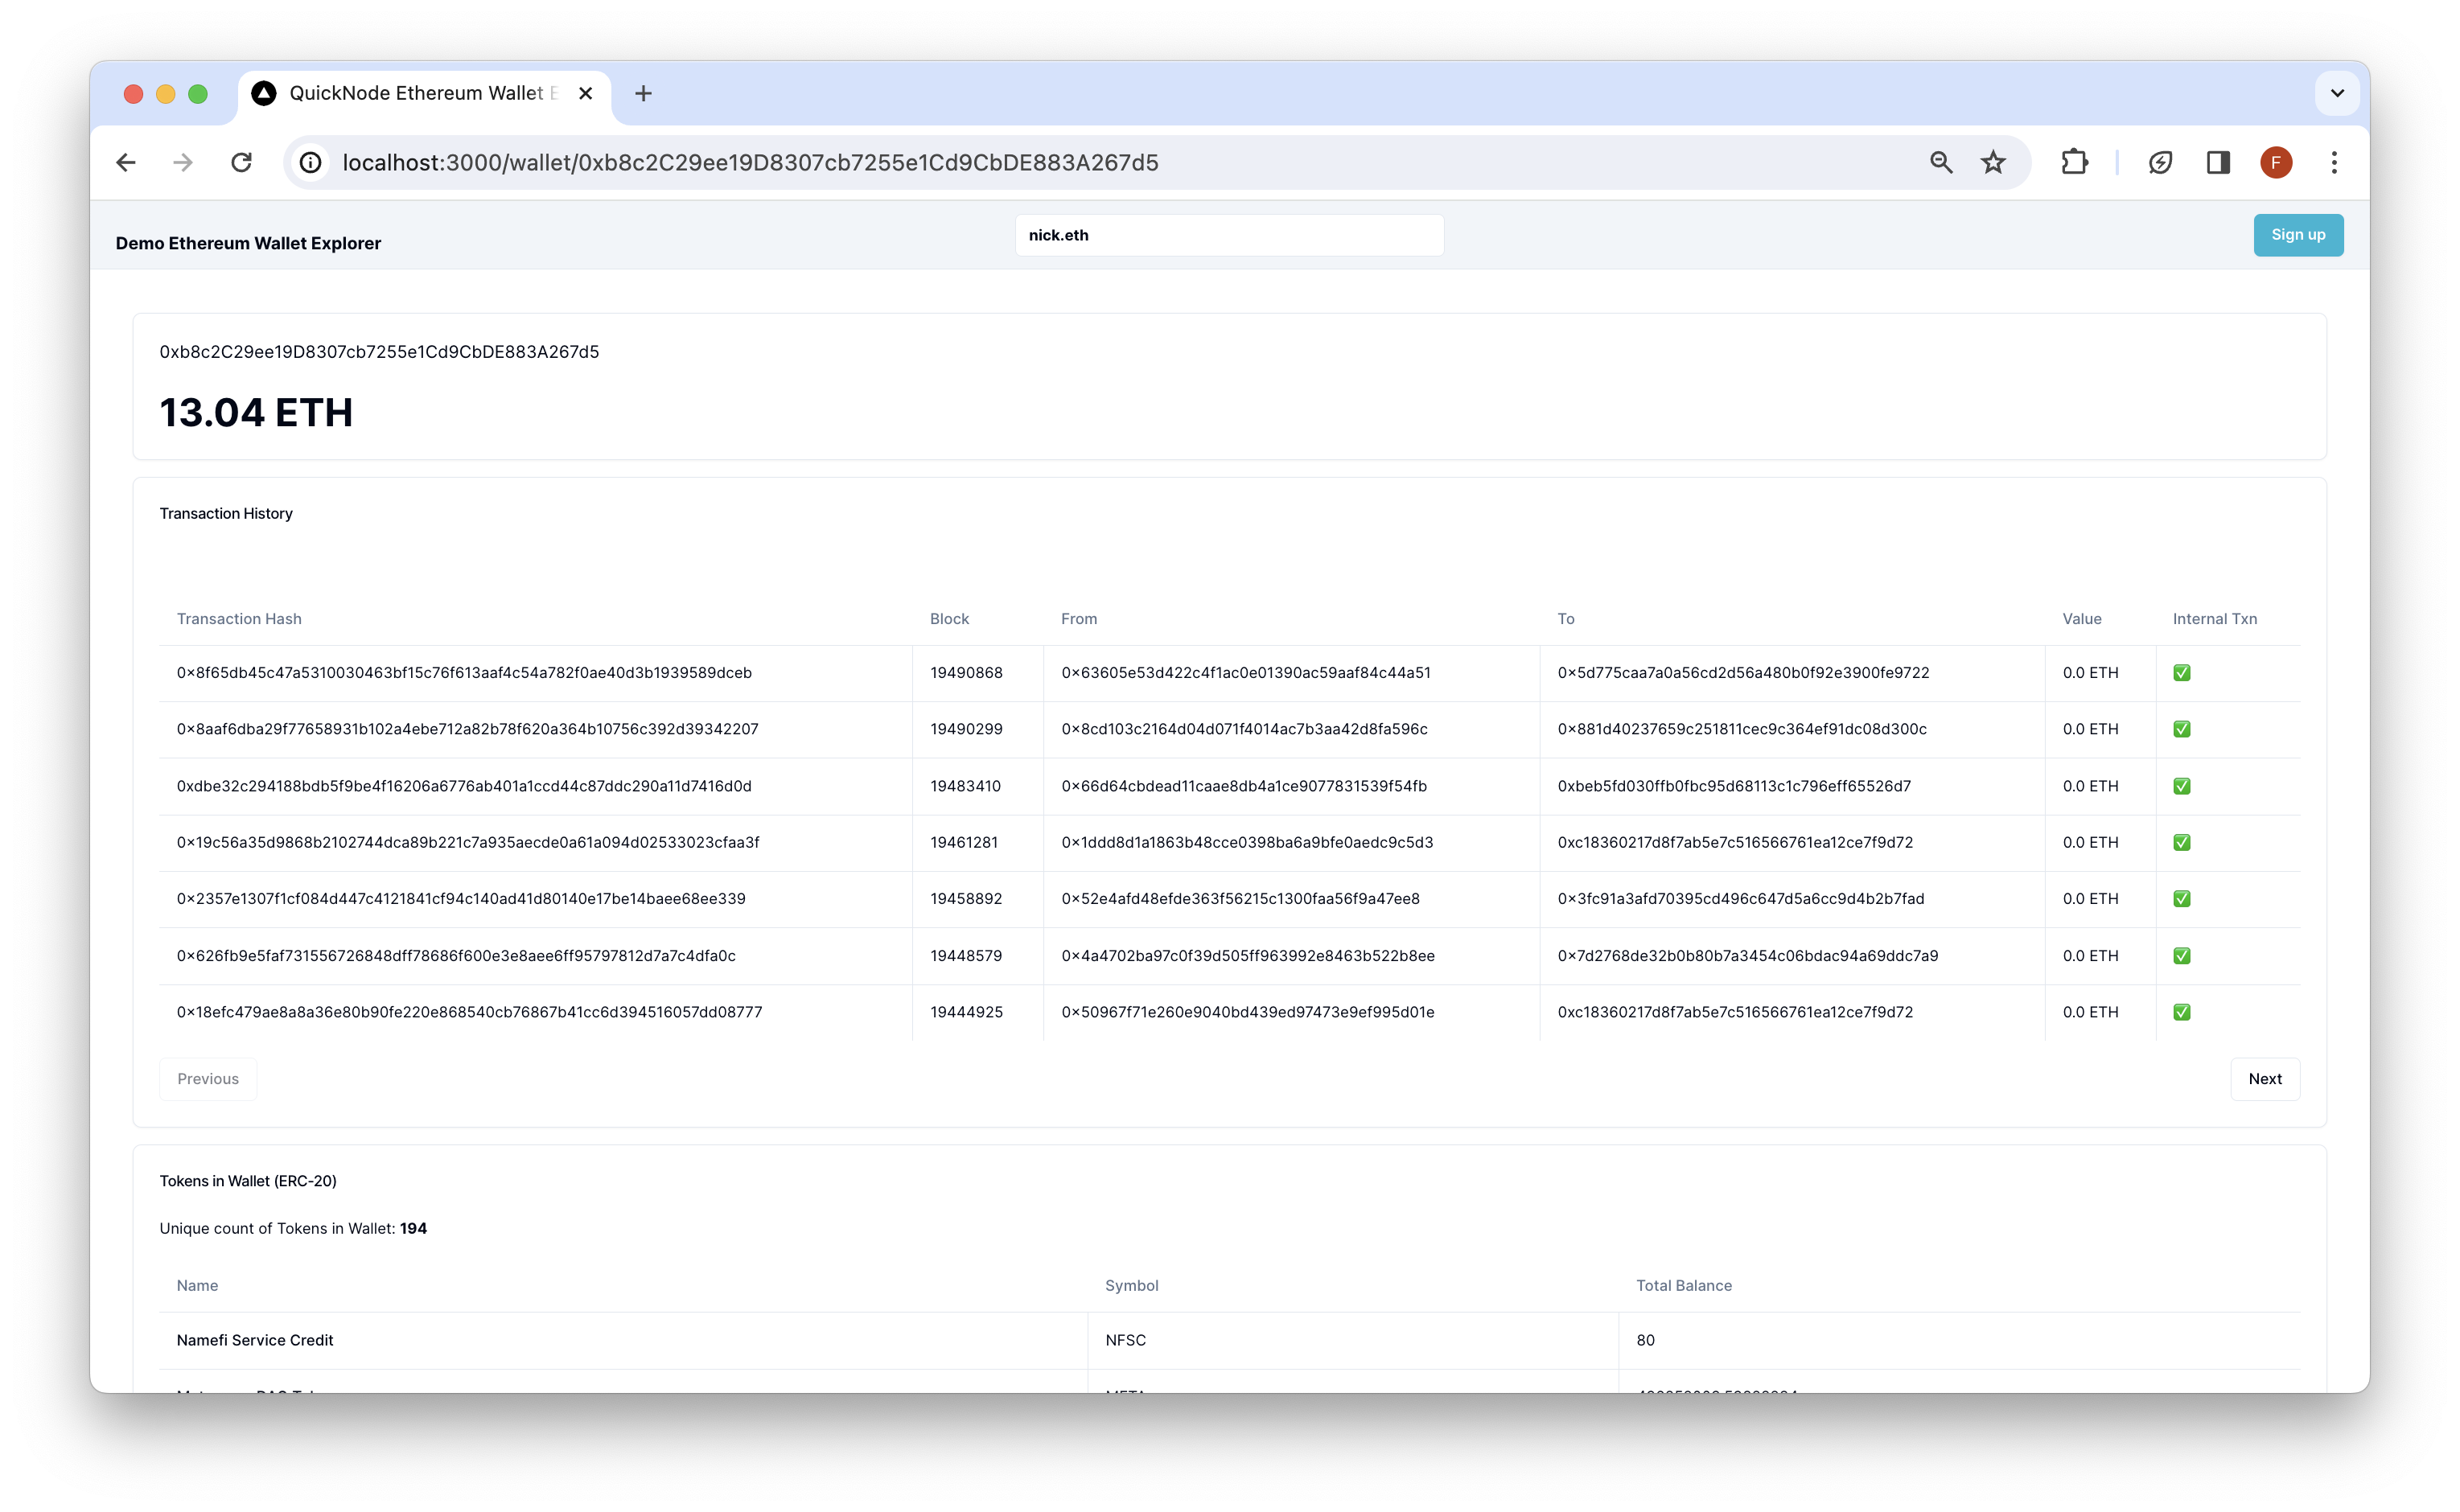 QuickNode Ethereum Wallet E
localhost:3000/wallet/0xb8c2C29ee19D8307cb7255e1Cd9CbDE883A267d5
F
Demo Ethereum Wallet Explorer
nick.eth
Sign up
0xb8c2C29ee19D8307cb7255e1Cd9CbDE883A267d5
13.04 ETH
Transaction History
Transaction Hash Block From To Value Internal Txn
0x8f65db45c47a5310030463bf15c76f613aaf4c54a782f0ae40d3b1939589dceb 19490868 0x63605e53d422c4f1ac0e01390ac59aaf84c44a51 0x5d775caa7a0a56cd2d56a480b0f92e3900fe9722 0.0 ETH ✅
0x8aaf6dba29f77658931b102a4ebe712a82b78f620a364b10756c392d39342207 19490299 0x8cd103c2164d04d071f4014ac7b3aa42d8fa596c 0x881d40237659c251811cec9c364ef91dc08d300c 0.0 ETH ✅
0xdbe32c294188bdb5f9be4f16206a6776ab401a1ccd44c87ddc290a11d7416d0d 19483410 0x66d64cbdead11caae8db4a1ce9077831539f54fb 0xbeb5fd030ffb0fbc95d68113c1c796eff65526d7 0.0 ETH ✅
0x19c56a35d9868b2102744dca89b221c7a935aecde0a61a094d02533023cfaa3f 19461281 0x1ddd8d1a1863b48cce0398ba6a9bfe0aedc9c5d3 0xc18360217d8f7ab5e7c516566761ea12ce7f9d72 0.0 ETH ✅
0x2357e1307f1cf084d447c4121841cf94c140ad41d80140e17be14baee68ee339 19458892 0x52e4afd48efde363f56215c1300faa56f9a47ee8 0x3fc91a3afd70395cd496c647d5a6cc9d4b2b7fad 0.0 ETH ✅
0x626fb9e5faf731556726848dff78686f600e3e8aee6ff95797812d7a7c4dfa0c 19448579 0x4a4702ba97c0f39d505ff963992e8463b522b8ee 0x7d2768de32b0b80b7a3454c06bdac94a69ddc7a9 0.0 ETH ✅
0x18efc479ae8a8a36e80b90fe220e868540cb76867b41cc6d394516057dd08777 19444925 0x50967f71e260e9040bd439ed97473e9ef995d01e 0xc18360217d8f7ab5e7c516566761ea12ce7f9d72 0.0 ETH ✅
Previous Next
Tokens in Wallet (ERC-20)
Unique count of Tokens in Wallet: 194
Name Symbol Total Balance
Namefi Service Credit NFSC 80